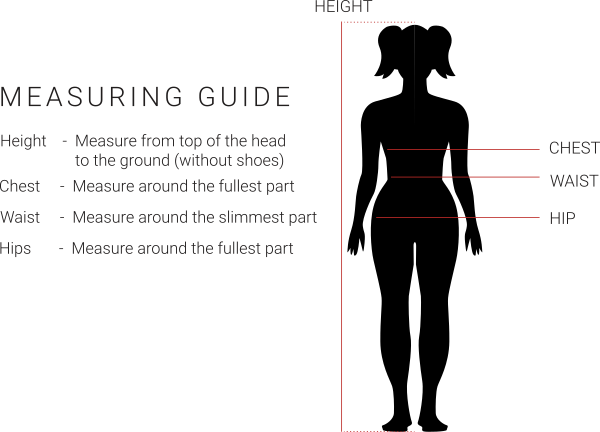 HEIGHT
MEASURING GUIDE
Height - Measure from top of the head
to the ground (without shoes)
Chest - Measure around the fullest part
Waist - Measure around the slimmest part
Hips - Measure around the fullest part
CHEST
WAIST
HIP